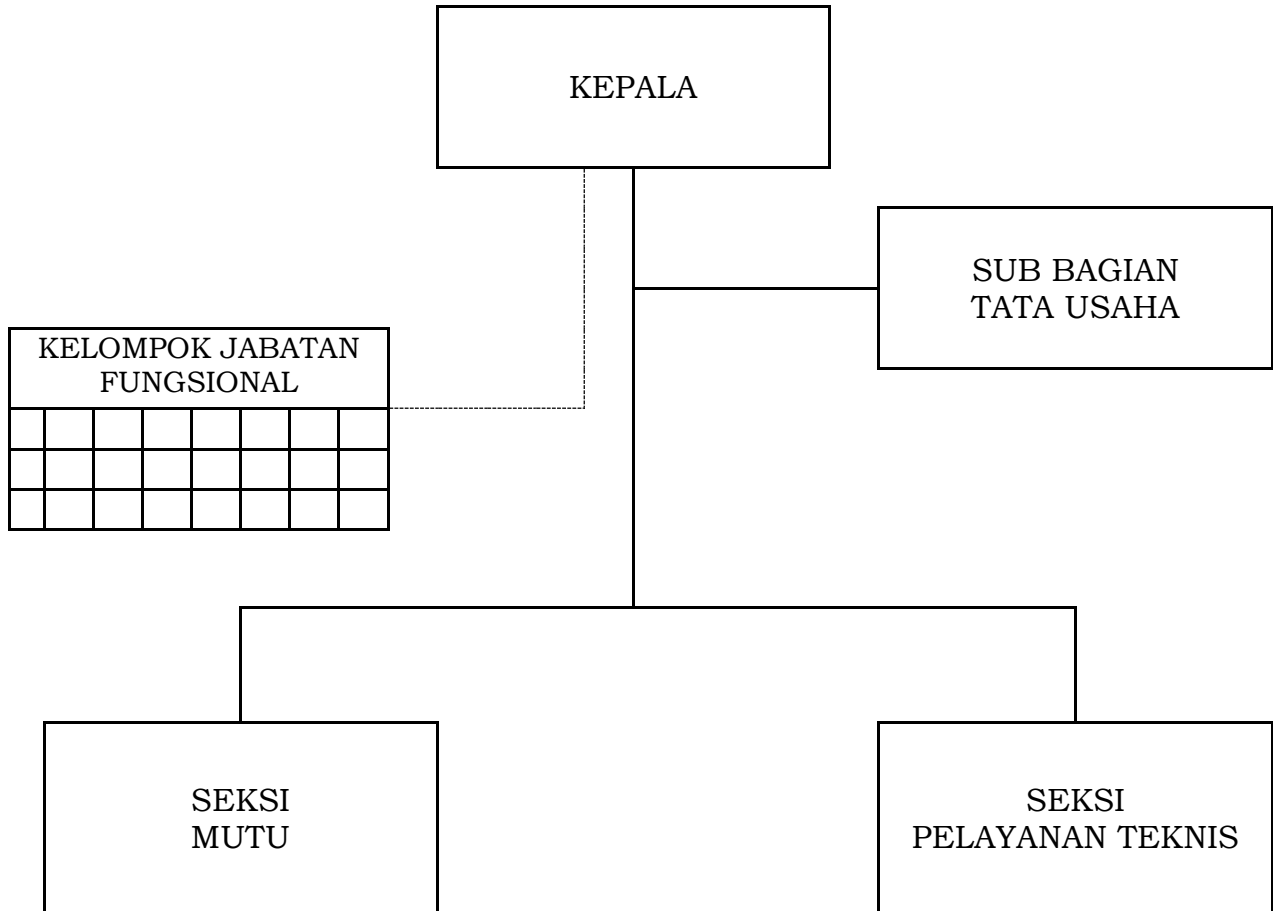 KEPALA
SUB BAGIAN
TATA USAHA
KELOMPOK JABATAN
FUNGSIONAL
SEKSI
MUTU
SEKSI
PELAYANAN TEKNIS